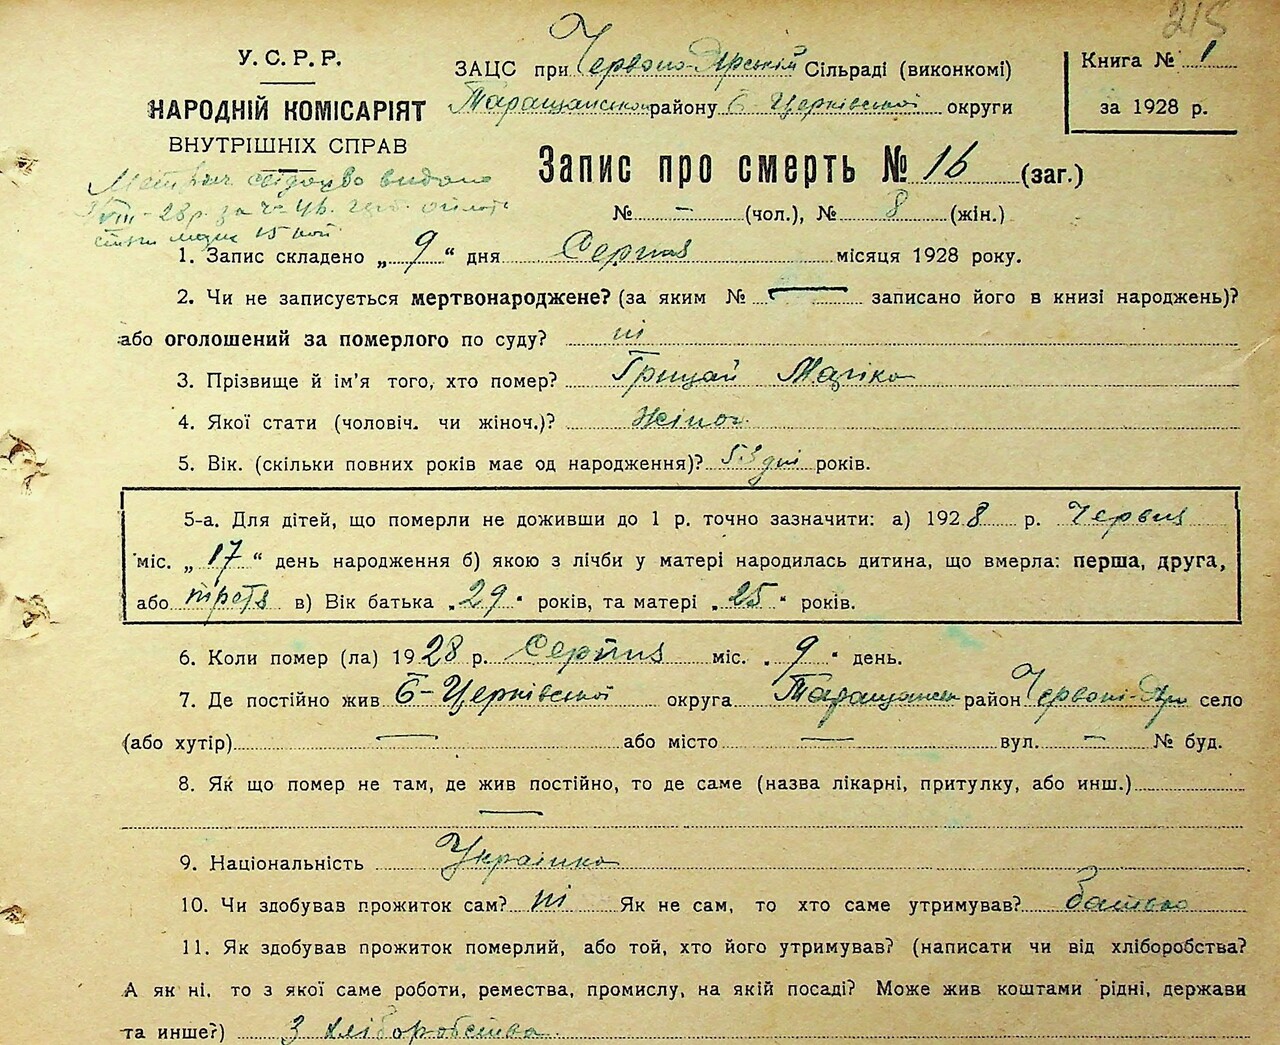 215
У.С.Р.Р.
НАРОДНІЙ КОМІСАРІЯТ
ВНУТРІШНІХ СПРАВ
ЗАЦС при Червоно-Ярській Сільраді (виконкомі)
Таращанського району Б-Церківської округи
Книга № 1
за 1928 р.
видано
VIII-28 р. за №
Запис про смерть № 16 (заг.)
№ — (чол.), № 8 (жін.)
1. Запис складено „ 9 “ дня Серпня місяця 1928 року.
2. Чи не записується мертвонароджене? (за яким № — записано його в книзі народжень)?
або оголошений за померлого по суду? ні
3. Прізвище й ім'я того, хто помер? Грицай
4. Якої стати (чоловіч. чи жіноч.)? Жіноч.
5. Вік. (скільки повних років має од народження)? 53 дні років.
5-а. Для дітей, що померли не доживши до 1 р. точно зазначити: а) 1928 р. Червня
міс. „ 17 “ день народження б) якою з лічби у матері народилась дитина, що вмерла: перша, друга,
або третя в) Вік батька „29“ років, та матері „25“ років.
6. Коли помер (ла) 1928 р. Серпня міс. „ 9 “ день.
7. Де постійно жив Б-Церківської округа Таращанськ район Червоні-Яри село
(або хутір) — або місто — вул. — № буд.
8. Як що помер не там, де жив постійно, то де саме (назва лікарні, притулку, або инш.)
—
9. Національність Українка
10. Чи здобував прожиток сам? ні Як не сам, то хто саме утримував? батько
11. Як здобував прожиток померлий, або той, хто його утримував? (написати чи від хліборобства?
А як ні, то з якої саме роботи, ремества, промислу, на якій посаді? Може жив коштами рідні, держави
та инше?) З хліборобства